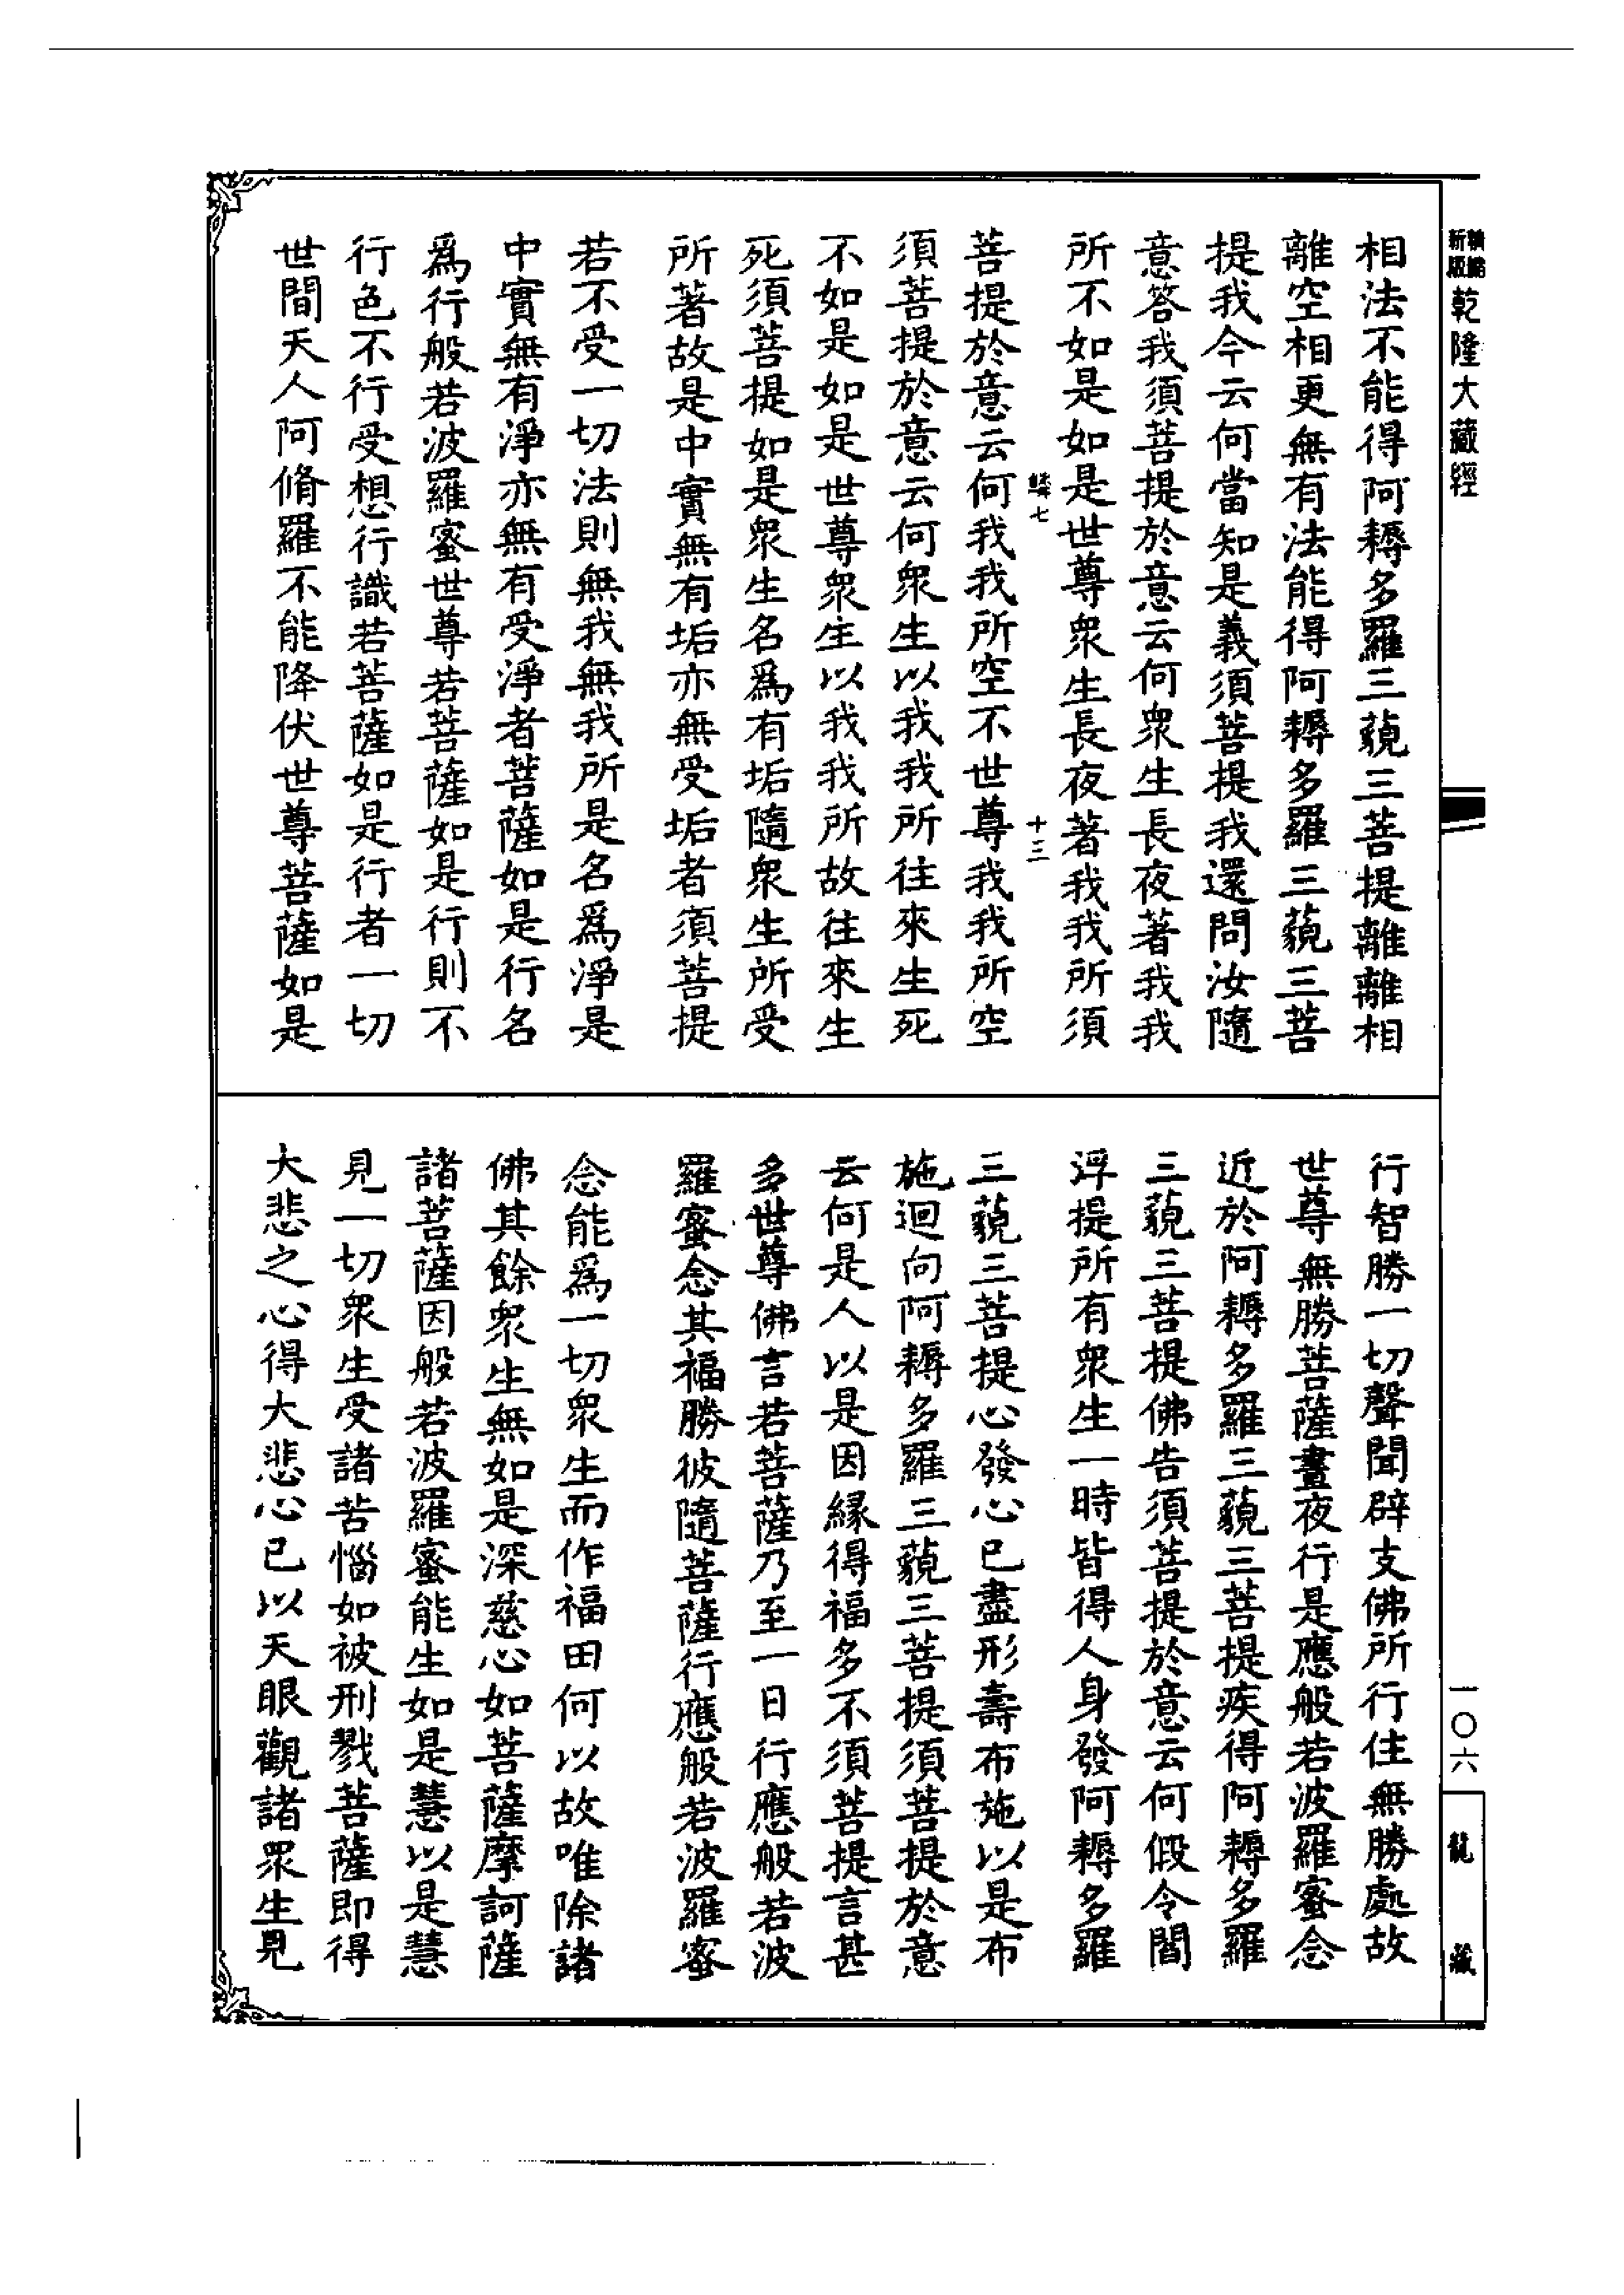 新版
乾隆大藏經
相法不能得阿耨多羅三藐三菩提離離相
離空相更無有法能得阿耨多羅三藐三菩
提我今云何當知是義須菩提我還問汝隨
意答我須菩提於意云何衆生長夜著我我
所不如是如是世尊衆生長夜著我我所須
七
十三
菩提於意云何我我所空不世尊我我所空
須菩提於意云何衆生以我我所往來生死
不如是如是世尊衆生以我我所故往來生
死須菩提如是衆生名爲有垢隨衆生所受
所著故是中實無有垢亦無受垢者須菩提
若不受一切法則無我無我所是名爲淨是
中實無有淨亦無有受淨者菩薩如是行名
爲行般若波羅蜜世尊若菩薩如是行則不
行色不行受想行識若菩薩如是行者一切
世間天人阿脩羅不能降伏世尊菩薩如是
行智勝一切聲聞辟支佛所行住無勝處故
世尊無勝菩薩晝夜行是應般若波羅蜜念
近於阿耨多羅三藐三菩提疾得阿耨多羅
三藐三菩提佛告須菩提於意云何假令閻
浮提所有衆生一時皆得人身發阿耨多羅
三藐三菩提心發心已盡形壽布施以是布
施迴向阿耨多羅三藐三菩提須菩提於意
云何是人以是因緣得福多不須菩提言甚
多世尊佛言若菩薩乃至一日行應般若波
羅蜜念其福勝彼隨菩薩行應般若波羅蜜
念能爲一切衆生而作福田何以故唯除諸
佛其餘衆生無如是深慈心如菩薩摩訶薩
諸菩薩因般若波羅蜜能生如是慧以是慧
見一切衆生受諸苦惱如被刑戮菩薩即得
大悲之心得大悲心已以天眼觀諸衆生見
一〇六
龍藏